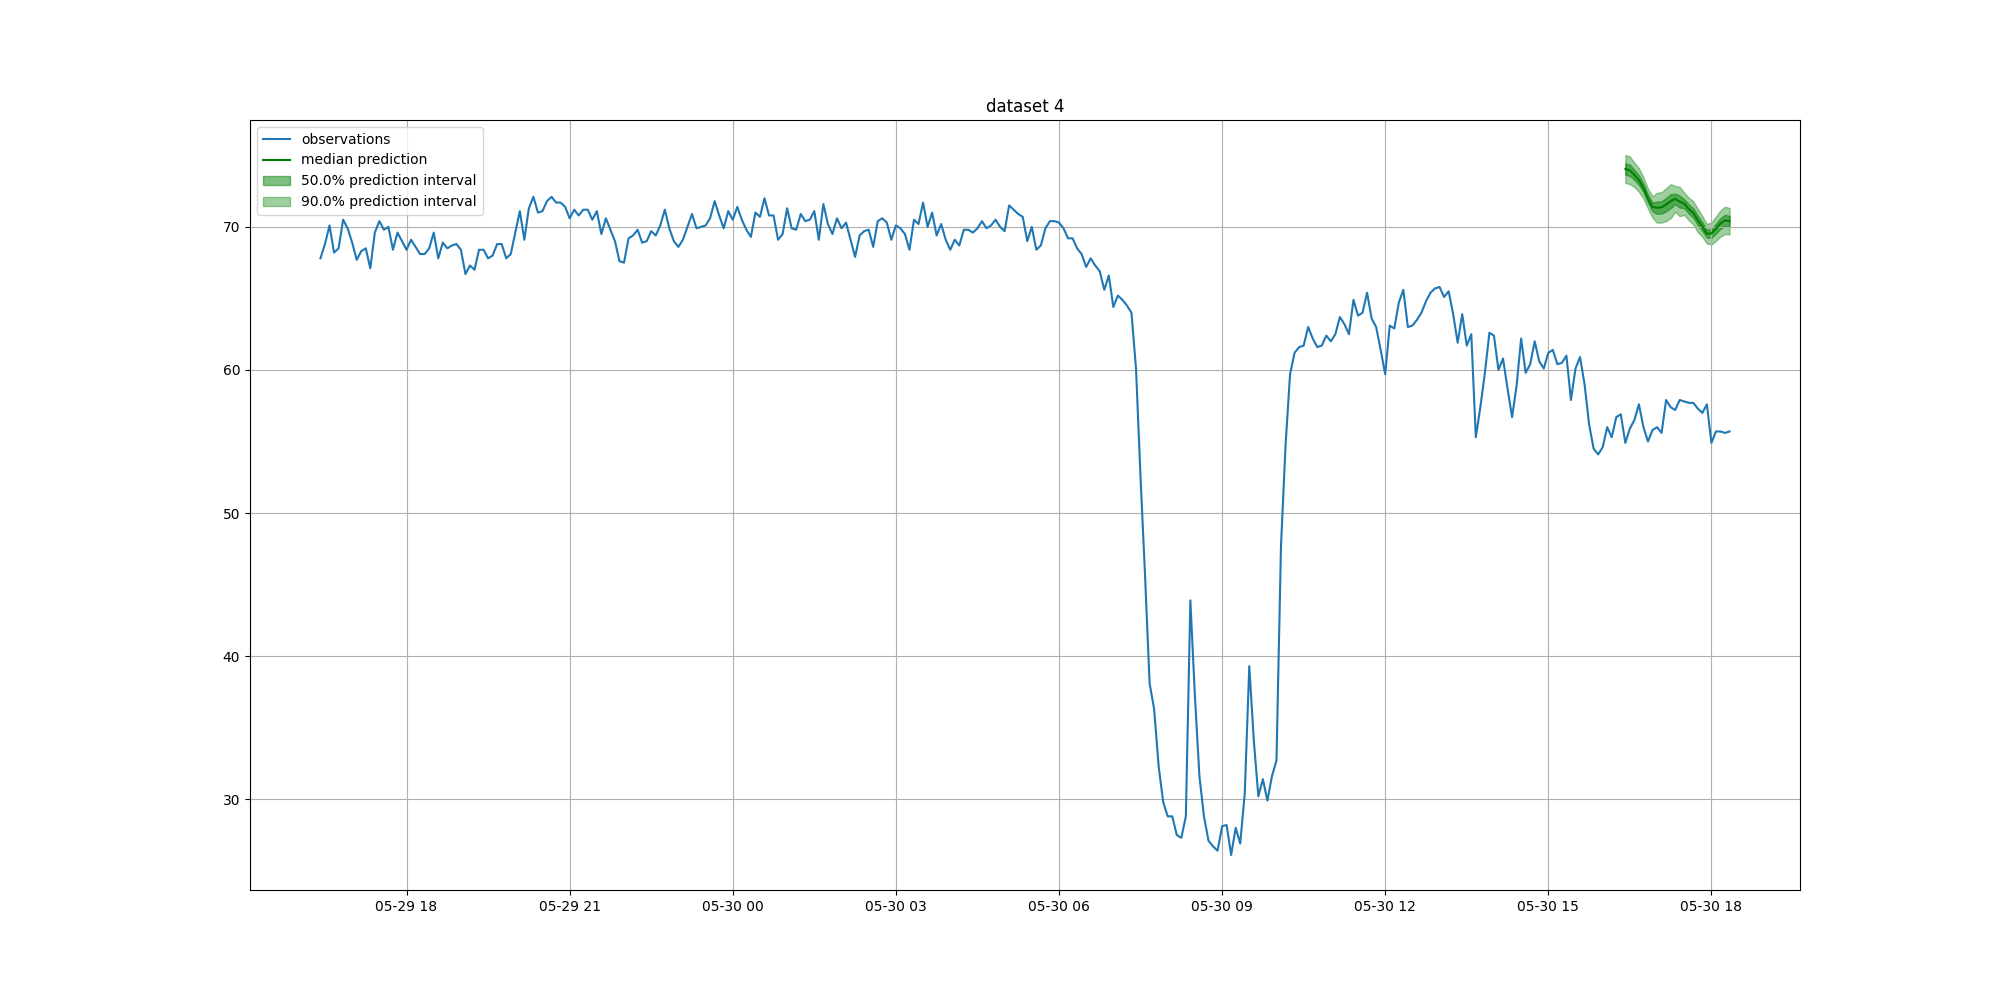 dataset 4
observations
median prediction
50.0% prediction interval
90.0% prediction interval
70
60
50
40
30
05-29 18
05-29 21
05-30 00
05-30 03
05-30 06
05-30 09
05-30 12
05-30 15
05-30 18